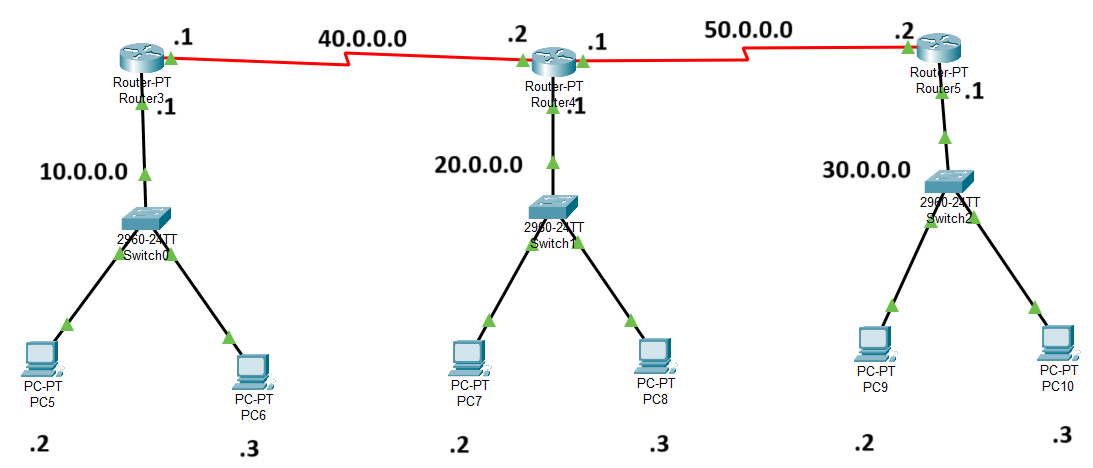 .1
40.0.0.0
.2
.1
50.0.0.0
.2
Router-PT
Router3
Router-PT
Router4
Router-PT
Router5
.1
.1
.1
10.0.0.0
20.0.0.0
30.0.0.0
2960-24TT
Switch0
2960-24TT
Switch1
2960-24TT
Switch2
PC-PT
PC5
PC-PT
PC6
PC-PT
PC7
PC-PT
PC8
PC-PT
PC9
PC-PT
PC10
.2
.3
.2
.3
.2
.3